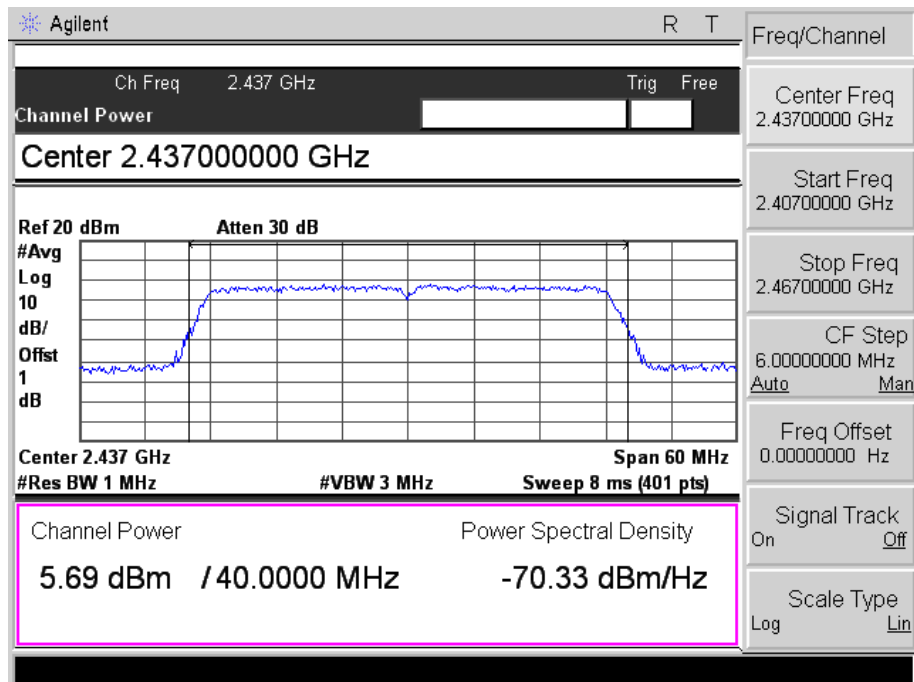 Agilent R T
Ch Freq 2.437 GHz Trig Free
Channel Power
Center 2.437000000 GHz
Ref 20 dBm Atten 30 dB
#Avg
Log
10
dB/
Offst
1
dB
Center 2.437 GHz Span 60 MHz
#Res BW 1 MHz #VBW 3 MHz Sweep 8 ms (401 pts)
Channel Power Power Spectral Density
5.69 dBm / 40.0000 MHz -70.33 dBm/Hz
Freq/Channel
Center Freq
2.43700000 GHz
Start Freq
2.40700000 GHz
Stop Freq
2.46700000 GHz
CF Step
6.00000000 MHz
Auto Man
Freq Offset
0.00000000 Hz
Signal Track
On Off
Scale Type
Log Lin